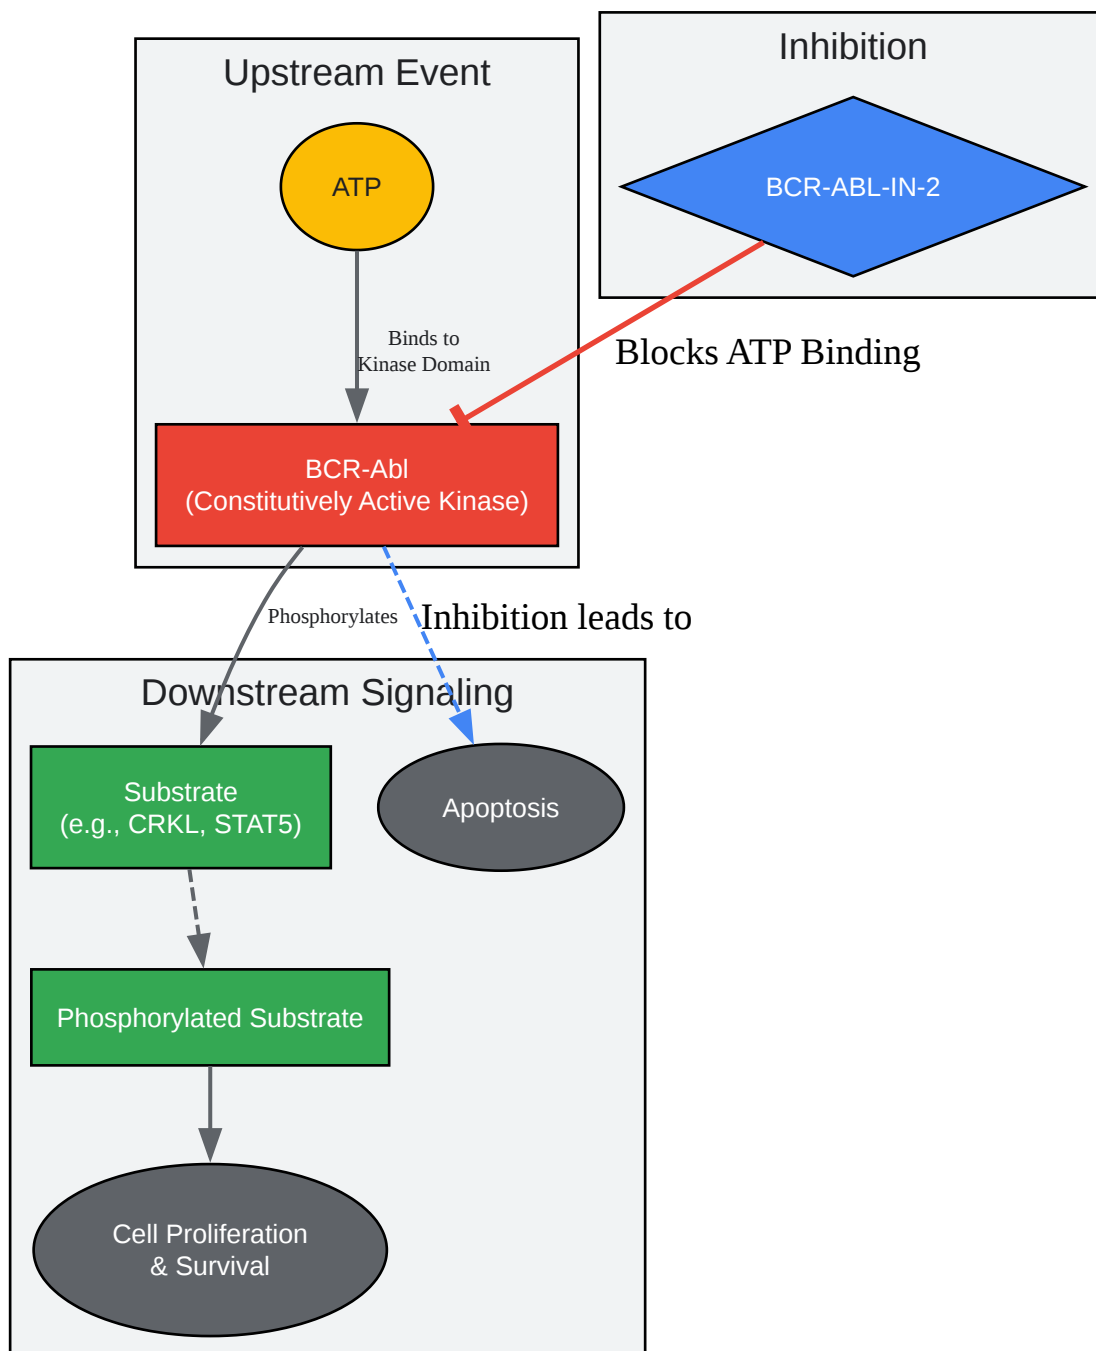 Inhibition
Upstream Event
ATP
BCR-ABL-IN-2
Binds to
Kinase Domain
Blocks ATP Binding
BCR-Abl
(Constitutively Active Kinase)
Phosphorylates
Inhibition leads to
Downstream Signaling
Substrate
(e.g., CRKL, STAT5)
Apoptosis
Phosphorylated Substrate
Cell Proliferation
& Survival